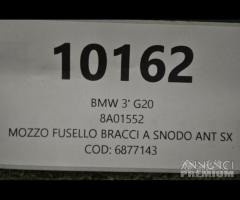 10162
BMW 3' G20
8A01552
MOZZO FUSELLO BRACCI A SNODO ANT SX
COD: 6877143
ANNUNCI
PREMIUM